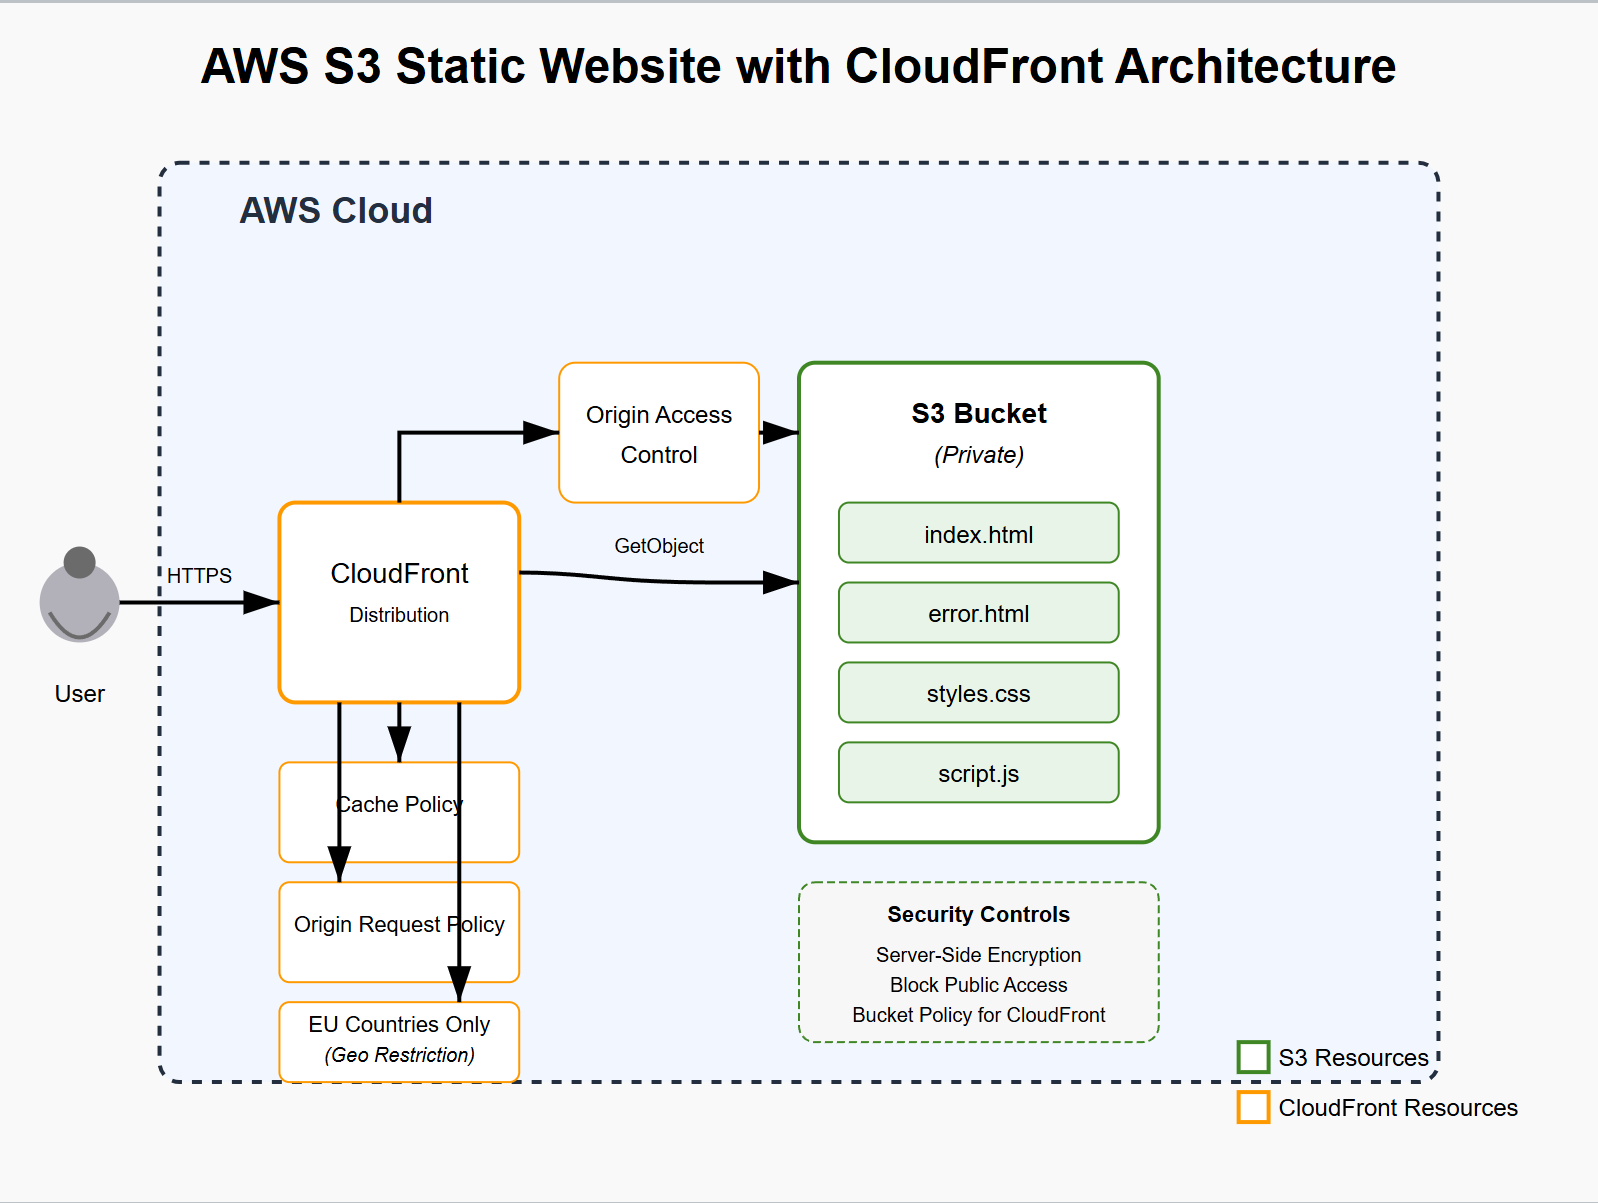 AWS S3 Static Website with CloudFront Architecture
AWS Cloud
Origin Access
Control
S3 Bucket
(Private)
index.html
error.html
styles.css
script.js
GetObject
HTTPS
CloudFront
Distribution
User
Cache Policy
Origin Request Policy
EU Countries Only
(Geo Restriction)
Security Controls
Server-Side Encryption
Block Public Access
Bucket Policy for CloudFront
S3 Resources
CloudFront Resources